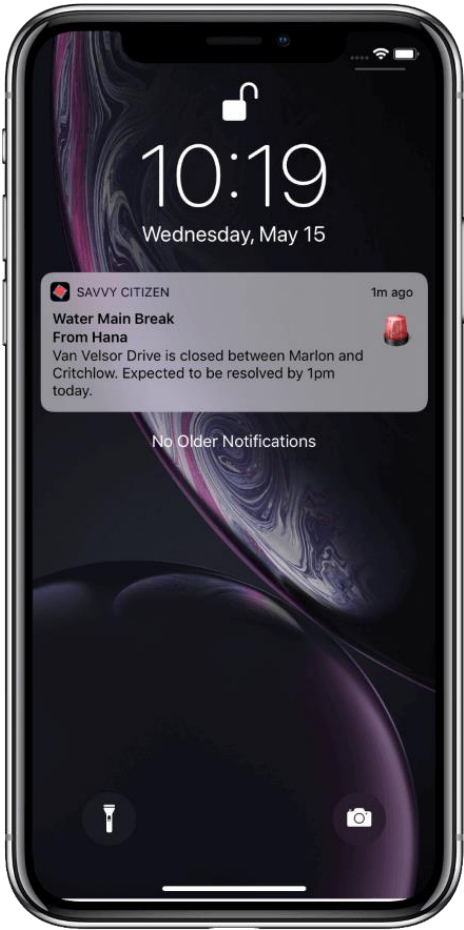 10:19
Wednesday, May 15
SAVVY CITIZEN 1m ago
Water Main Break
From Hana
Van Velsor Drive is closed between Marlon and
Critchlow. Expected to be resolved by 1pm
today.
No Older Notifications